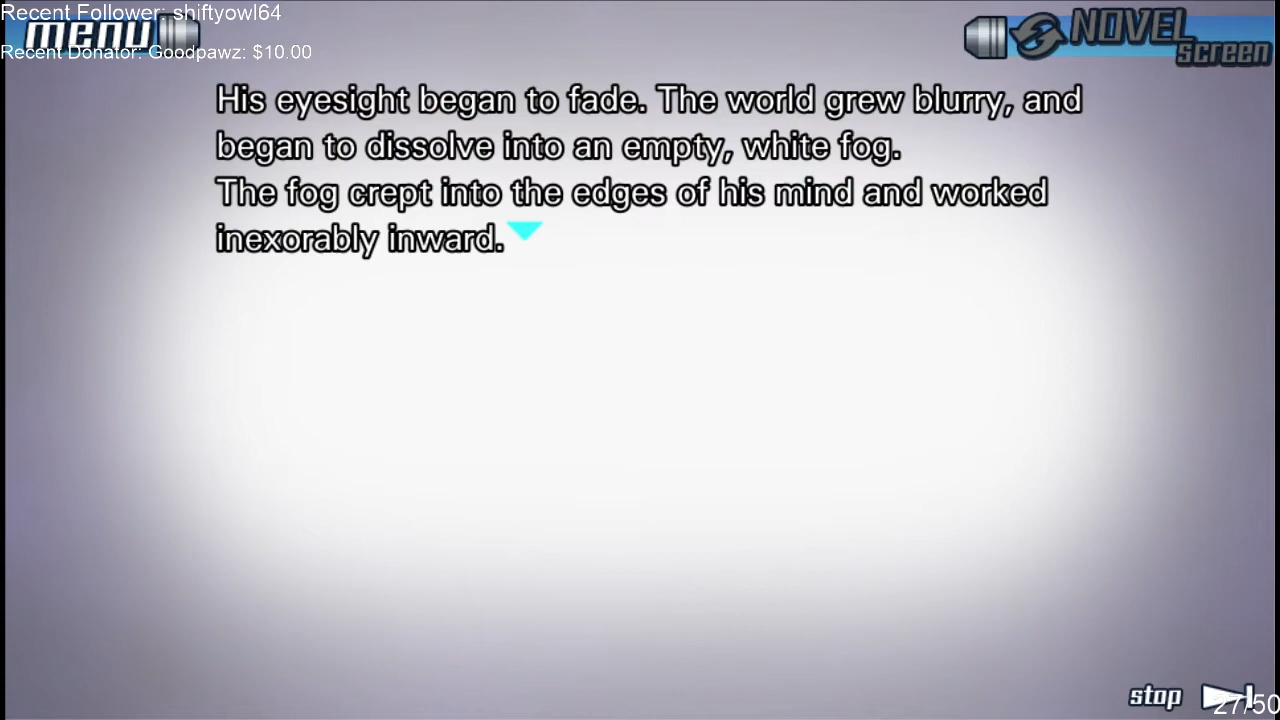 Recent Follower: shiftyowl64
menu
NOVEL
screen
Recent Donator: Goodpawz: $10.00
His eyesight began to fade. The world grew blurry, and
began to dissolve into an empty, white fog.
The fog crept into the edges of his mind and worked
inexorably inward.
stop
27/50